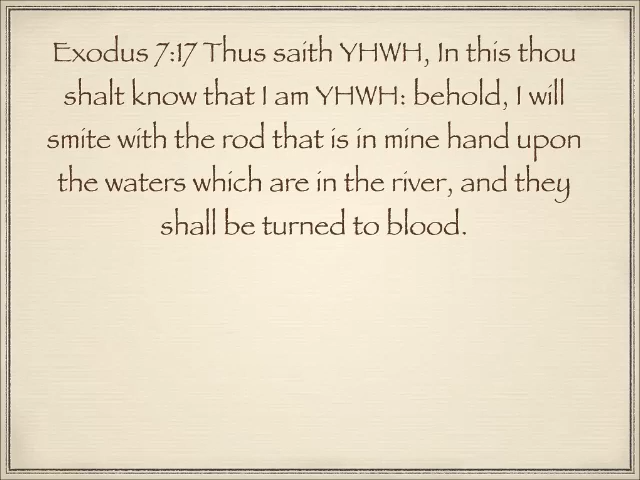 Exodus 7:17 Thus saith YHWH, In this thou
shalt know that I am YHWH: behold, I will
smite with the rod that is in mine hand upon
the waters which are in the river, and they
shall be turned to blood.